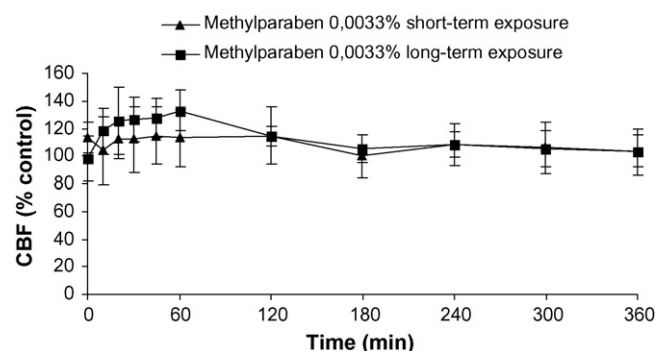 Methylparaben 0,0033% short-term exposure
Methylparaben 0,0033% long-term exposure
160
140
120
100
80
60
40
20
0
CBF (% control)
0 60 120 180 240 300 360
Time (min)